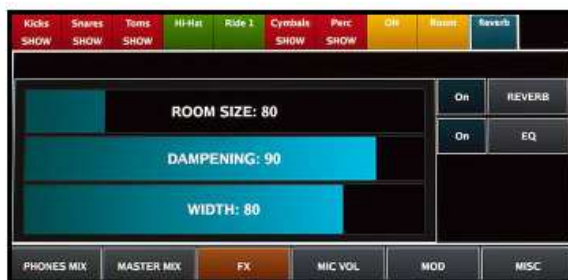 Kicks Snares Toms Hi-Hat Ride 1 Cymbals Perc OH Room Reverb
SHOW SHOW SHOW SHOW SHOW
ROOM SIZE: 80
On REVERB
DAMPENING: 90
On EQ
WIDTH: 80
PHONES MIX MASTER MIX FX MIC VOL MOD MISC